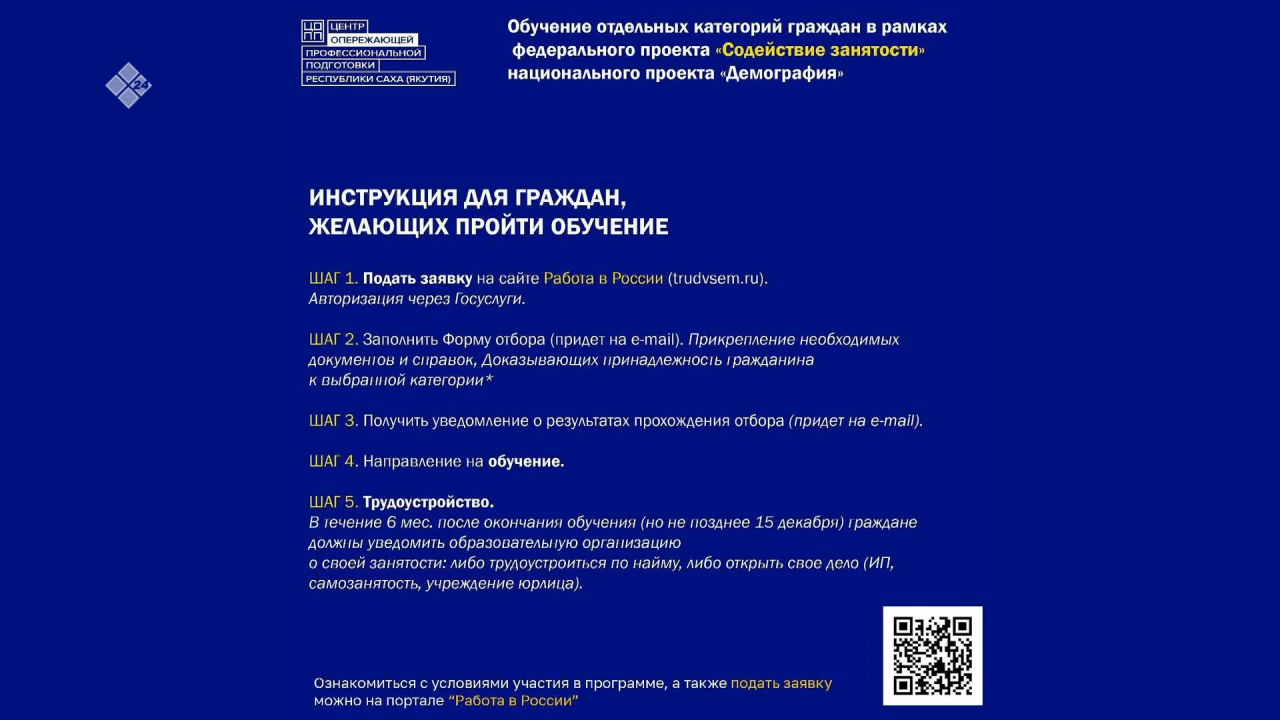 ЦО
ПП
ЦЕНТР
ОПЕРЕЖАЮЩЕЙ
ПРОФЕССИОНАЛЬНОЙ
ПОДГОТОВКИ
РЕСПУБЛИКИ САХА (ЯКУТИЯ)
Обучение отдельных категорий граждан в рамках
федерального проекта «Содействие занятости»
национального проекта «Демография»
24
ИНСТРУКЦИЯ ДЛЯ ГРАЖДАН,
ЖЕЛАЮЩИХ ПРОЙТИ ОБУЧЕНИЕ
ШАГ 1. Подать заявку на сайте Работа в России (trudvsem.ru).
Авторизация через Госуслуги.
ШАГ 2. Заполнить Форму отбора (придет на e-mail). Прикрепление необходимых
документов и справок, Доказывающих принадлежность гражданина
к выбранной категории*
ШАГ 3. Получить уведомление о результатах прохождения отбора (придет на e-mail).
ШАГ 4. Направление на обучение.
ШАГ 5. Трудоустройство.
В течение 6 мес. после окончания обучения (но не позднее 15 декабря) граждане
должны уведомить образовательную организацию
о своей занятости: либо трудоустроиться по найму, либо открыть свое дело (ИП,
самозанятость, учреждение юрлица).
Ознакомиться с условиями участия в программе, а также подать заявку
можно на портале “Работа в России”